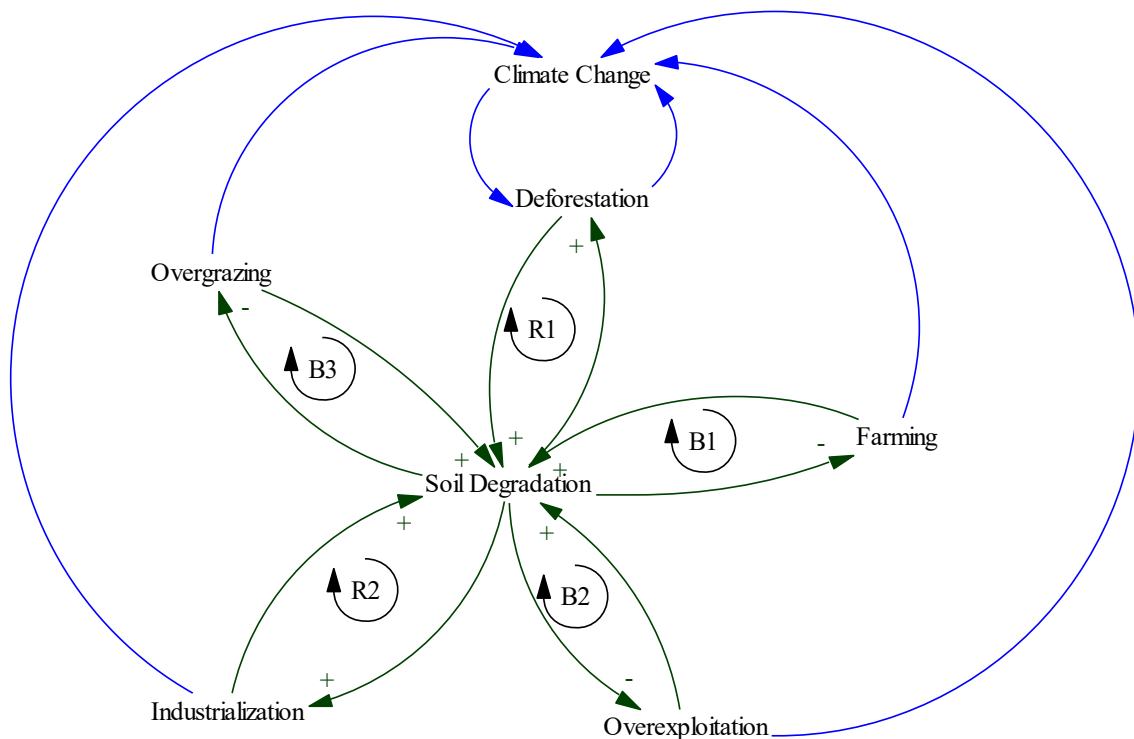 Climate Change
Deforestation
+
Overgrazing
-
R1
B3
B1
Farming
-
+
+
+
Soil Degradation
+
+
R2
B2
+
-
Industrialization
Overexploitation